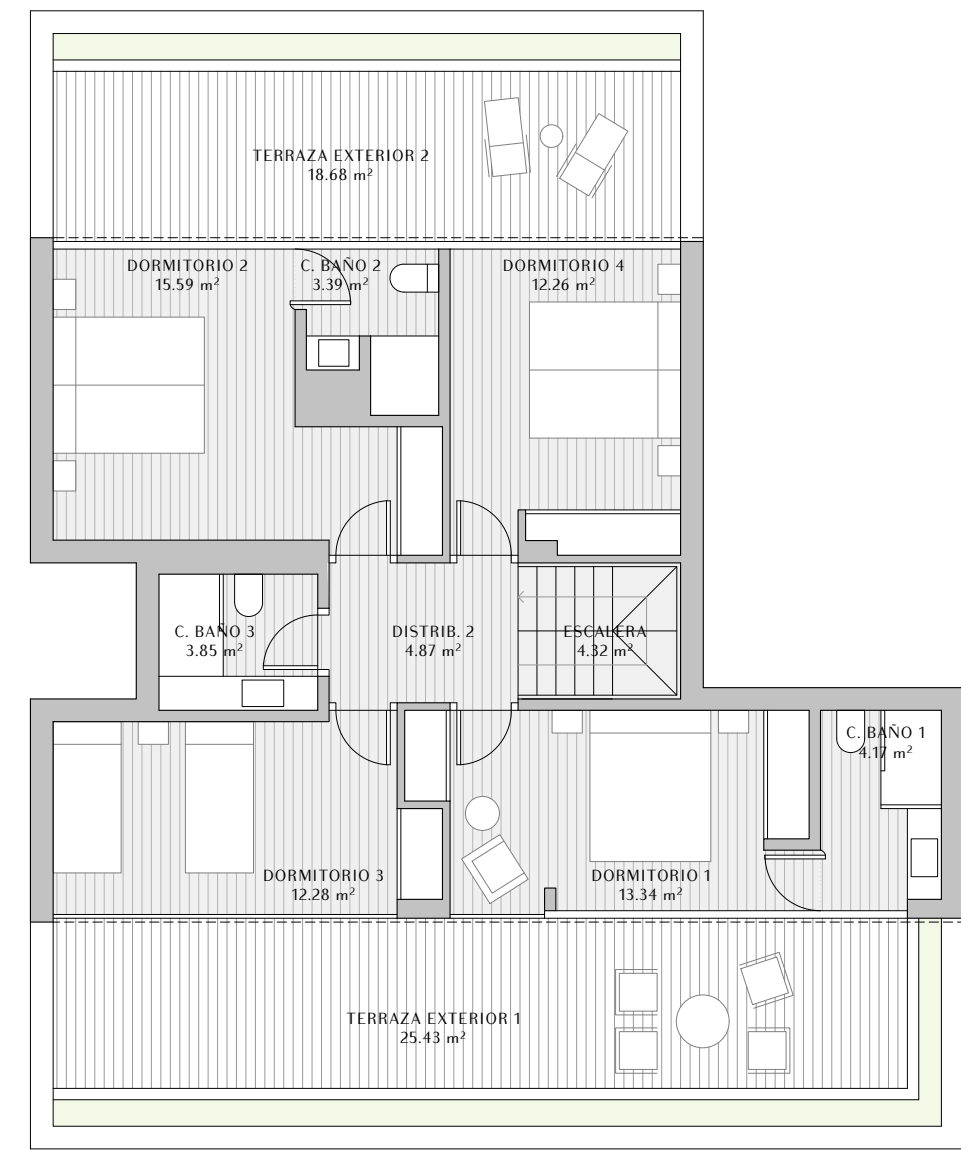 TERRAZA EXTERIOR 2
18.68 m²
DORMITORIO 2
15.59 m²
C. BAÑO 2
3.39 m²
DORMITORIO 4
12.26 m²
C. BAÑO 3
3.85 m²
DISTRIB. 2
4.87 m²
ESCALERA
4.32 m²
C. BAÑO 1
4.17 m²
DORMITORIO 3
12.28 m²
DORMITORIO 1
13.34 m²
TERRAZA EXTERIOR 1
25.43 m²